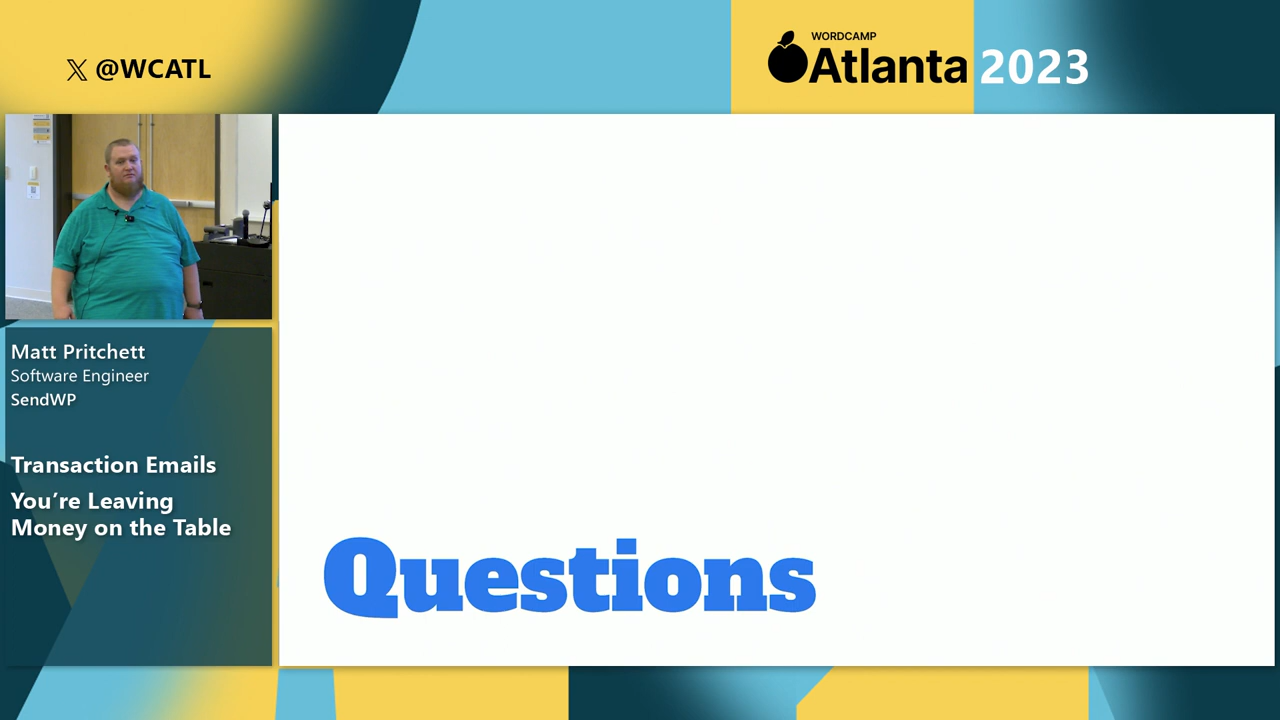 𝕏 @WCATL
WORDCAMP
Atlanta 2023
Matt Pritchett
Software Engineer
SendWP
Transaction Emails
You're Leaving
Money on the Table
Questions